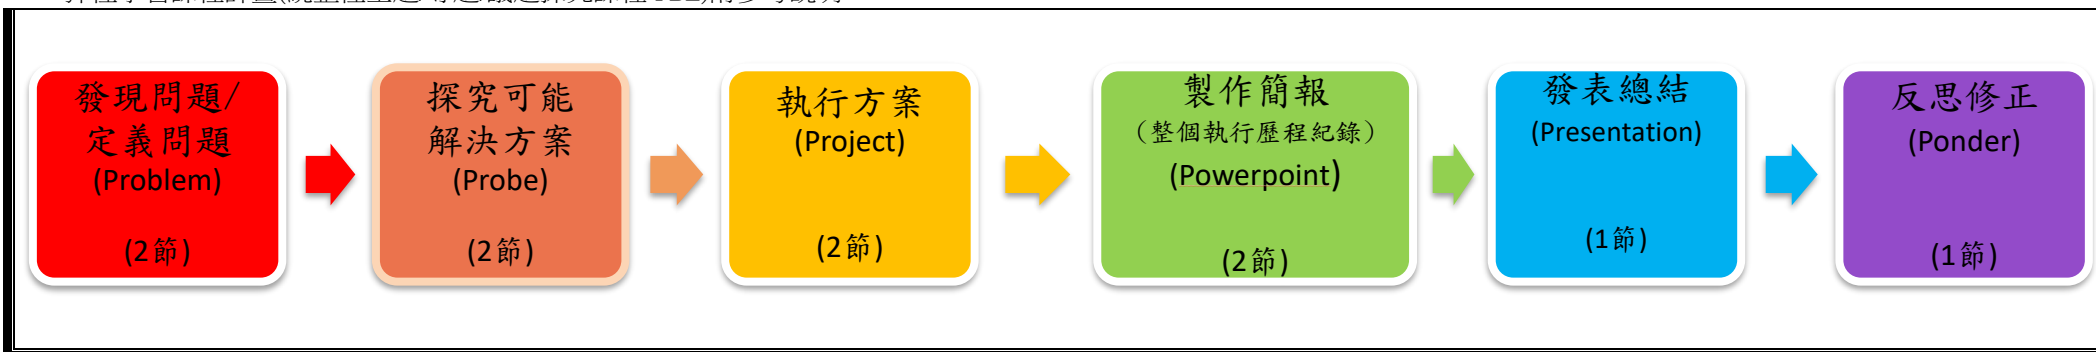 發現問題/
定義問題
(Problem)
(2節)
探究可能
解決方案
(Probe)
(2節)
執行方案
(Project)
(2節)
製作簡報
（整個執行歷程紀錄）
(Powerpoint)
(2節)
發表總結
(Presentation)
(1節)
反思修正
(Ponder)
(1節)